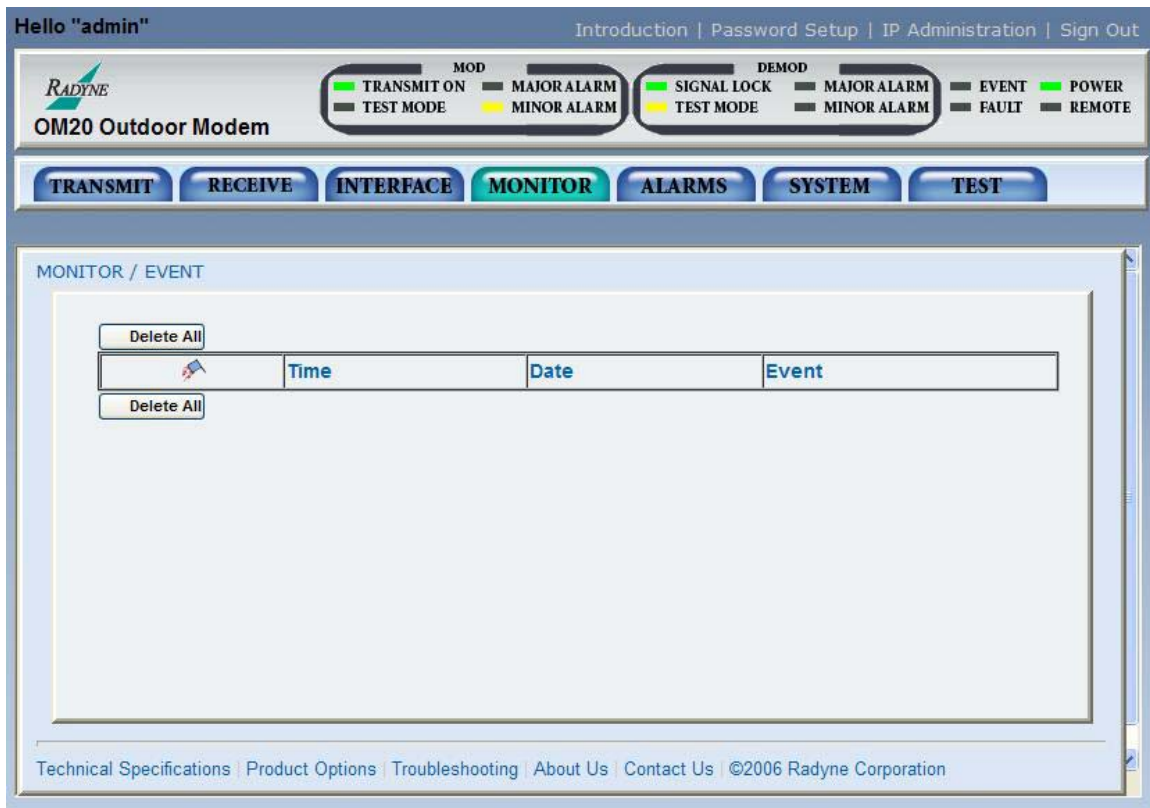 Hello "admin"
Introduction | Password Setup | IP Administration | Sign Out
RADYNE
OM20 Outdoor Modem
MOD
TRANSMIT ON MAJOR ALARM
TEST MODE MINOR ALARM
DEMOD
SIGNAL LOCK MAJOR ALARM
TEST MODE MINOR ALARM
EVENT POWER
FAULT REMOTE
TRANSMIT RECEIVE INTERFACE MONITOR ALARMS SYSTEM TEST
MONITOR / EVENT
Delete All
Time Date Event
Delete All
Technical Specifications | Product Options | Troubleshooting | About Us | Contact Us | ©2006 Radyne Corporation